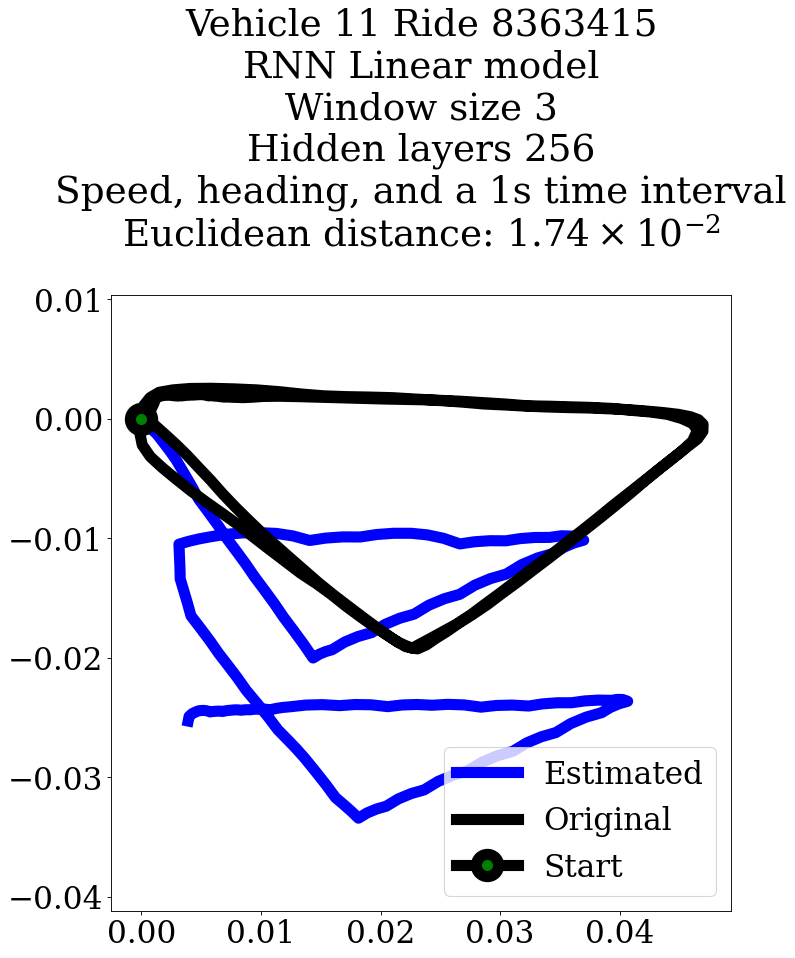 Vehicle 11 Ride 8363415
RNN Linear model
Window size 3
Hidden layers 256
Speed, heading, and a 1s time interval
Euclidean distance: 1.74 × 10⁻²
0.01
0.00
−0.01
−0.02
−0.03
−0.04
Estimated
Original
Start
0.00 0.01 0.02 0.03 0.04